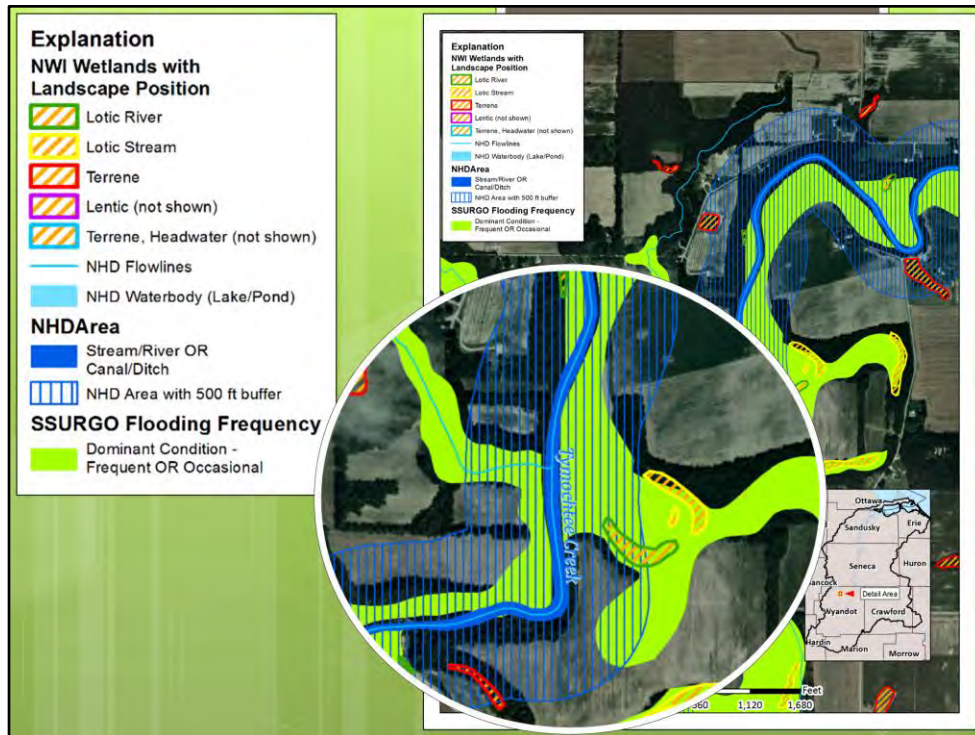 Explanation
NWI Wetlands with
Landscape Position
Lotic River
Lotic Stream
Terrene
Lentic (not shown)
Terrene, Headwater (not shown)
NHD Flowlines
NHD Waterbody (Lake/Pond)
NHDArea
Stream/River OR
Canal/Ditch
NHD Area with 500 ft buffer
SSURGO Flooding Frequency
Dominant Condition -
Frequent OR Occasional
Explanation
NWI Wetlands with
Landscape Position
Lotic River
Lotic Stream
Terrene
Lentic (not shown)
Terrene, Headwater (not shown)
NHD Flowlines
NHD Waterbody (Lake/Pond)
NHDArea
Stream/River OR
Canal/Ditch
NHD Area with 500 ft buffer
SSURGO Flooding Frequency
Dominant Condition -
Frequent OR Occasional
Tymochtee Creek
Ottawa
Sandusky
Erie
Seneca
Huron
Detail Area
Wyandot
Crawford
Hardin
Marion
Morrow
Feet
1,120
1,680